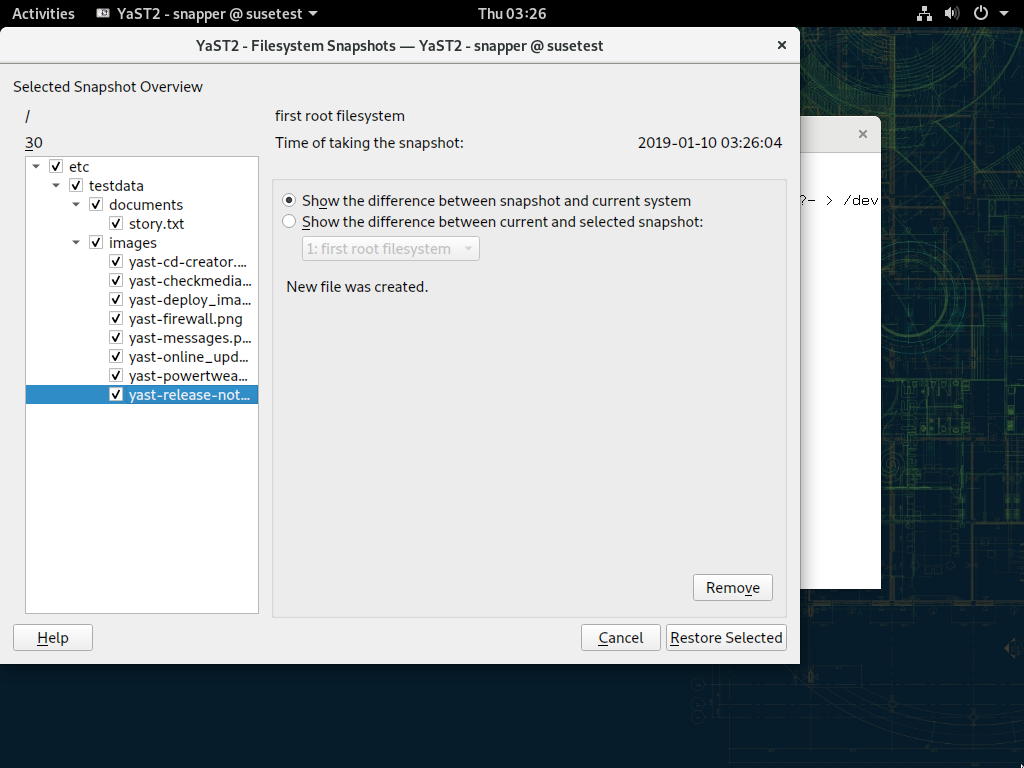 Activities YaST2 - snapper @ susetest Thu 03:26
YaST2 - Filesystem Snapshots — YaST2 - snapper @ susetest
Selected Snapshot Overview
/ first root filesystem
30 Time of taking the snapshot: 2019-01-10 03:26:04
etc
testdata
documents
story.txt
images
yast-cd-creator....
yast-checkmedia...
yast-deploy_ima...
yast-firewall.png
yast-messages.p...
yast-online_upd...
yast-powertwea...
yast-release-not...
Show the difference between snapshot and current system
Show the difference between current and selected snapshot:
1: first root filesystem
New file was created.
Remove
Help Cancel Restore Selected
?- > /dev